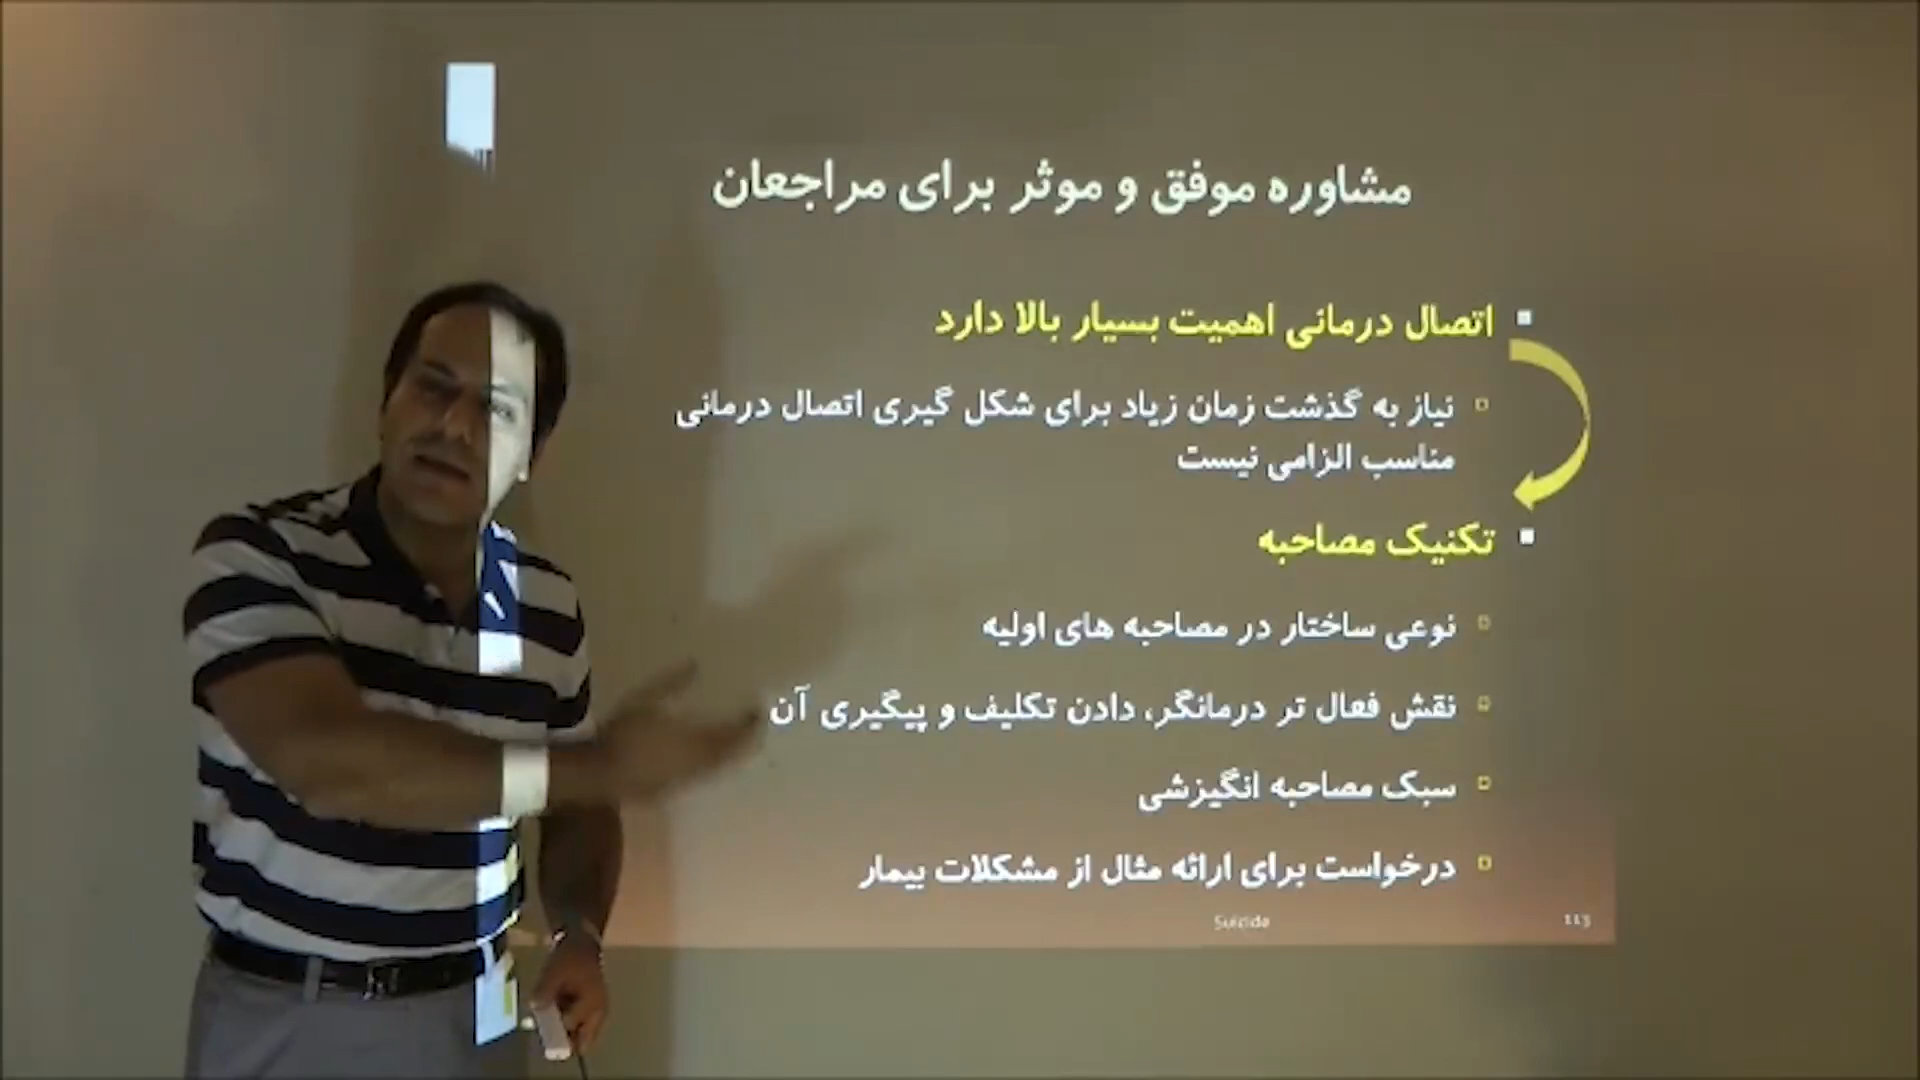 مشاوره موفق و موثر برای مراجعان
اتصال درمانی اهمیت بسیار بالا دارد
نیاز به گذشت زمان زیاد برای شکل گیری اتصال درمانی
مناسب الزامی نیست
تکنیک مصاحبه
نوعی ساختار در مصاحبه های اولیه
نقش فعال تر درمانگر، دادن تکلیف و پیگیری آن
سبک مصاحبه انگیزشی
درخواست برای ارائه مثال از مشکلات بیمار
Suicide
113